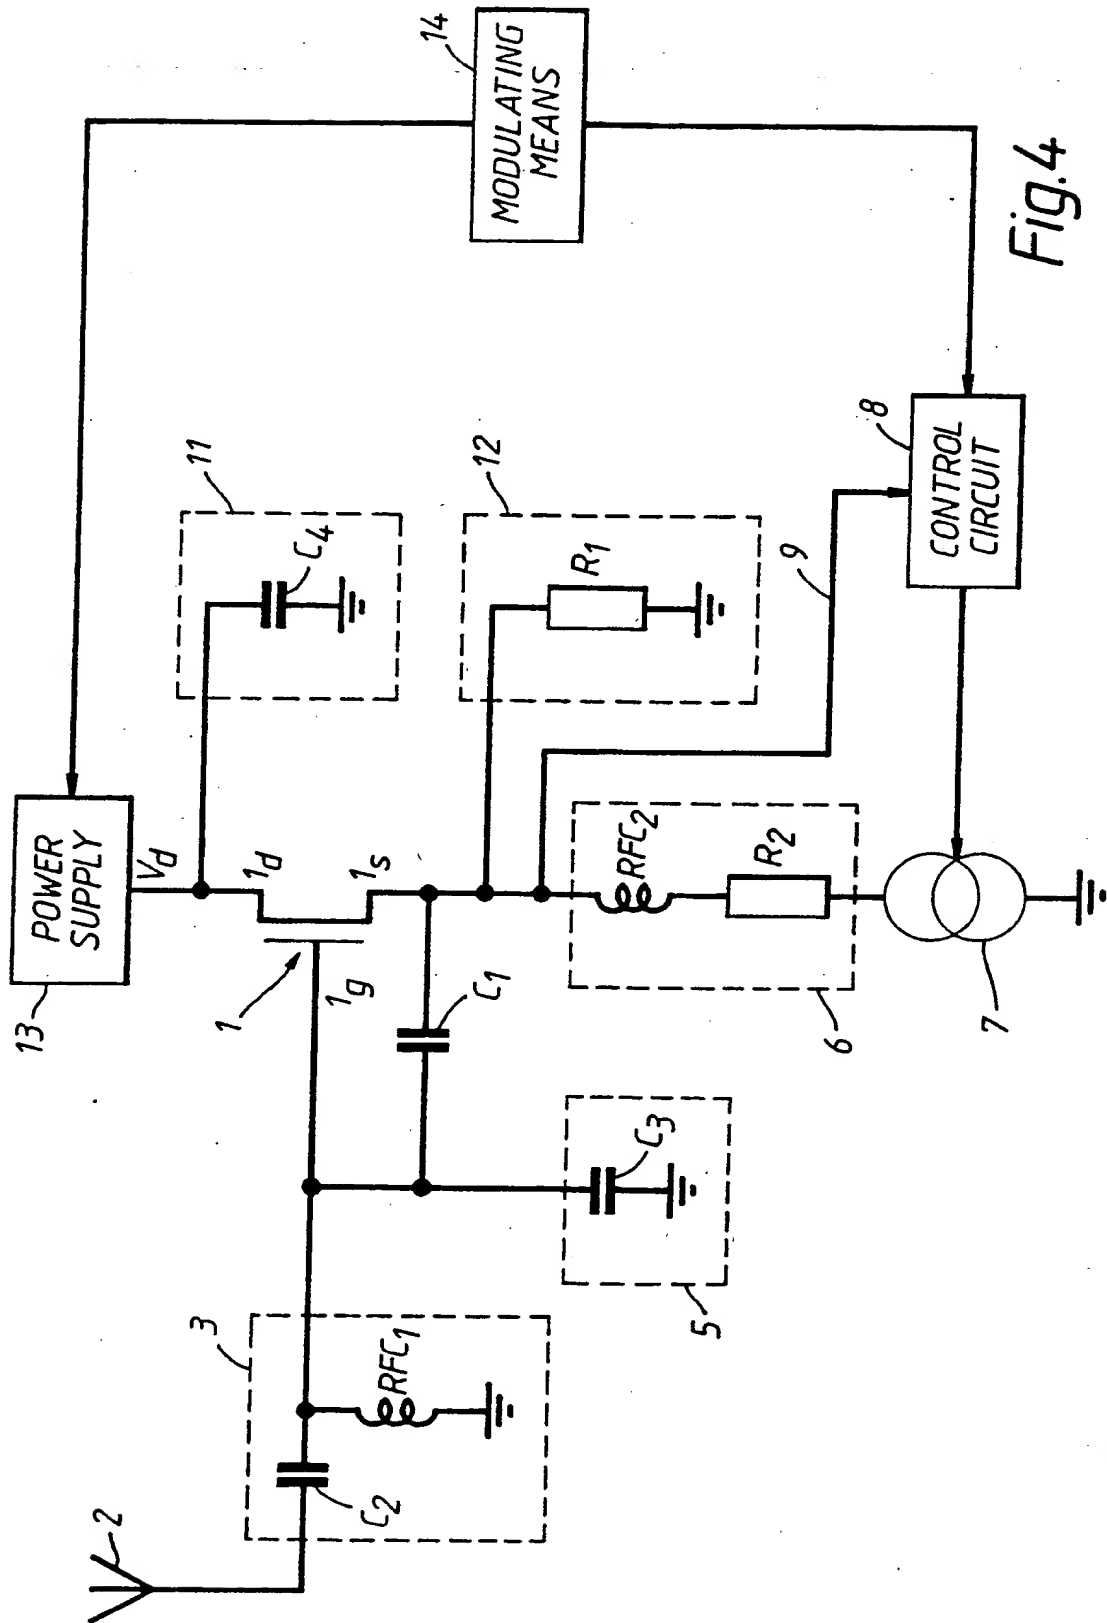 13
POWER
SUPPLY
2
Vd
3
1
11
1d
1g
1s
C4
C2
RFC1
C1
14
MODULATING
MEANS
12
R1
5
C3
RFC2
R2
6
9
7
8
CONTROL
CIRCUIT
Fig.4